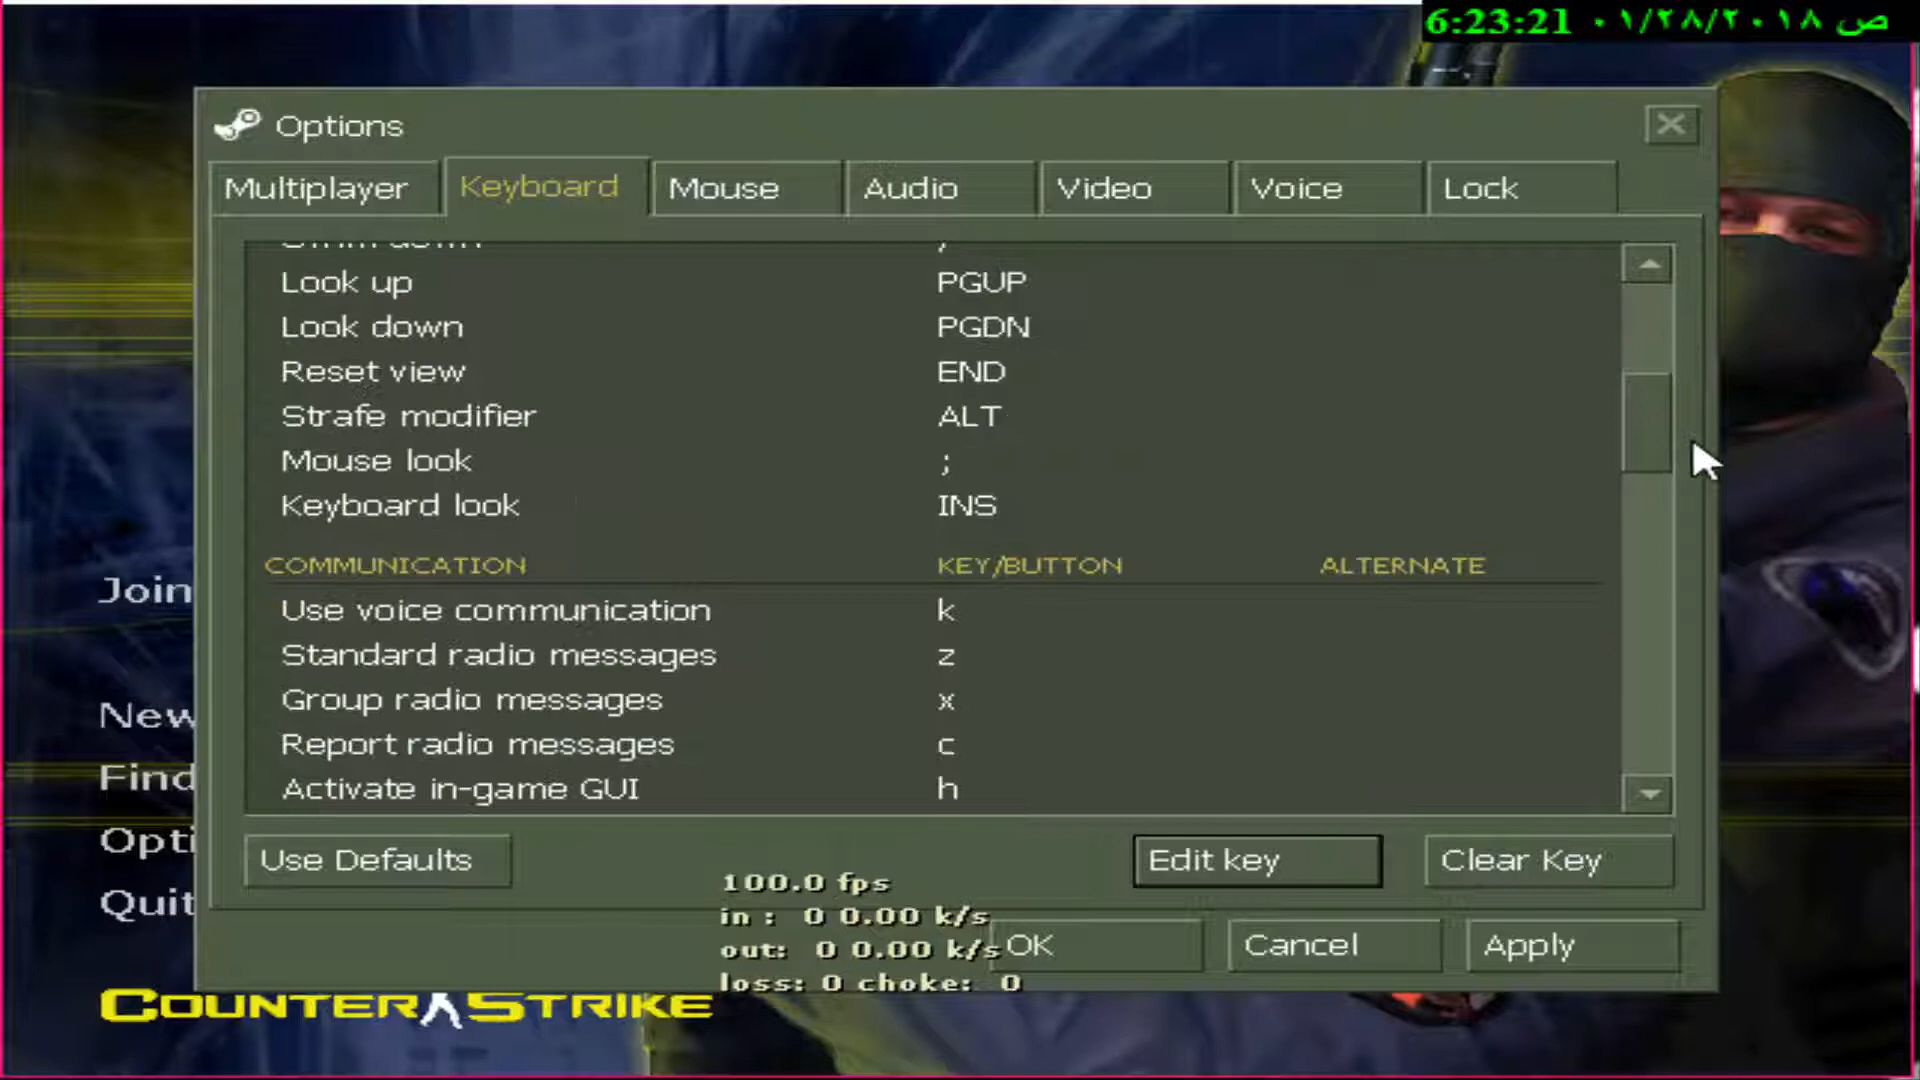 6:23:21 ص ٠١/٢٨/٢٠١٨
Options
Multiplayer Keyboard Mouse Audio Video Voice Lock
Look up PGUP
Look down PGDN
Reset view END
Strafe modifier ALT
Mouse look ;
Keyboard look INS
COMMUNICATION KEY/BUTTON ALTERNATE
Use voice communication k
Standard radio messages z
Group radio messages x
Report radio messages c
Activate in-game GUI h
Join
New
Find
Opti
Quit
Use Defaults Edit key Clear Key
100.0 fps
in : 0 0.00 k/s
out: 0 0.00 k/s
loss: 0 choke: 0
OK Cancel Apply
COUNTER STRIKE